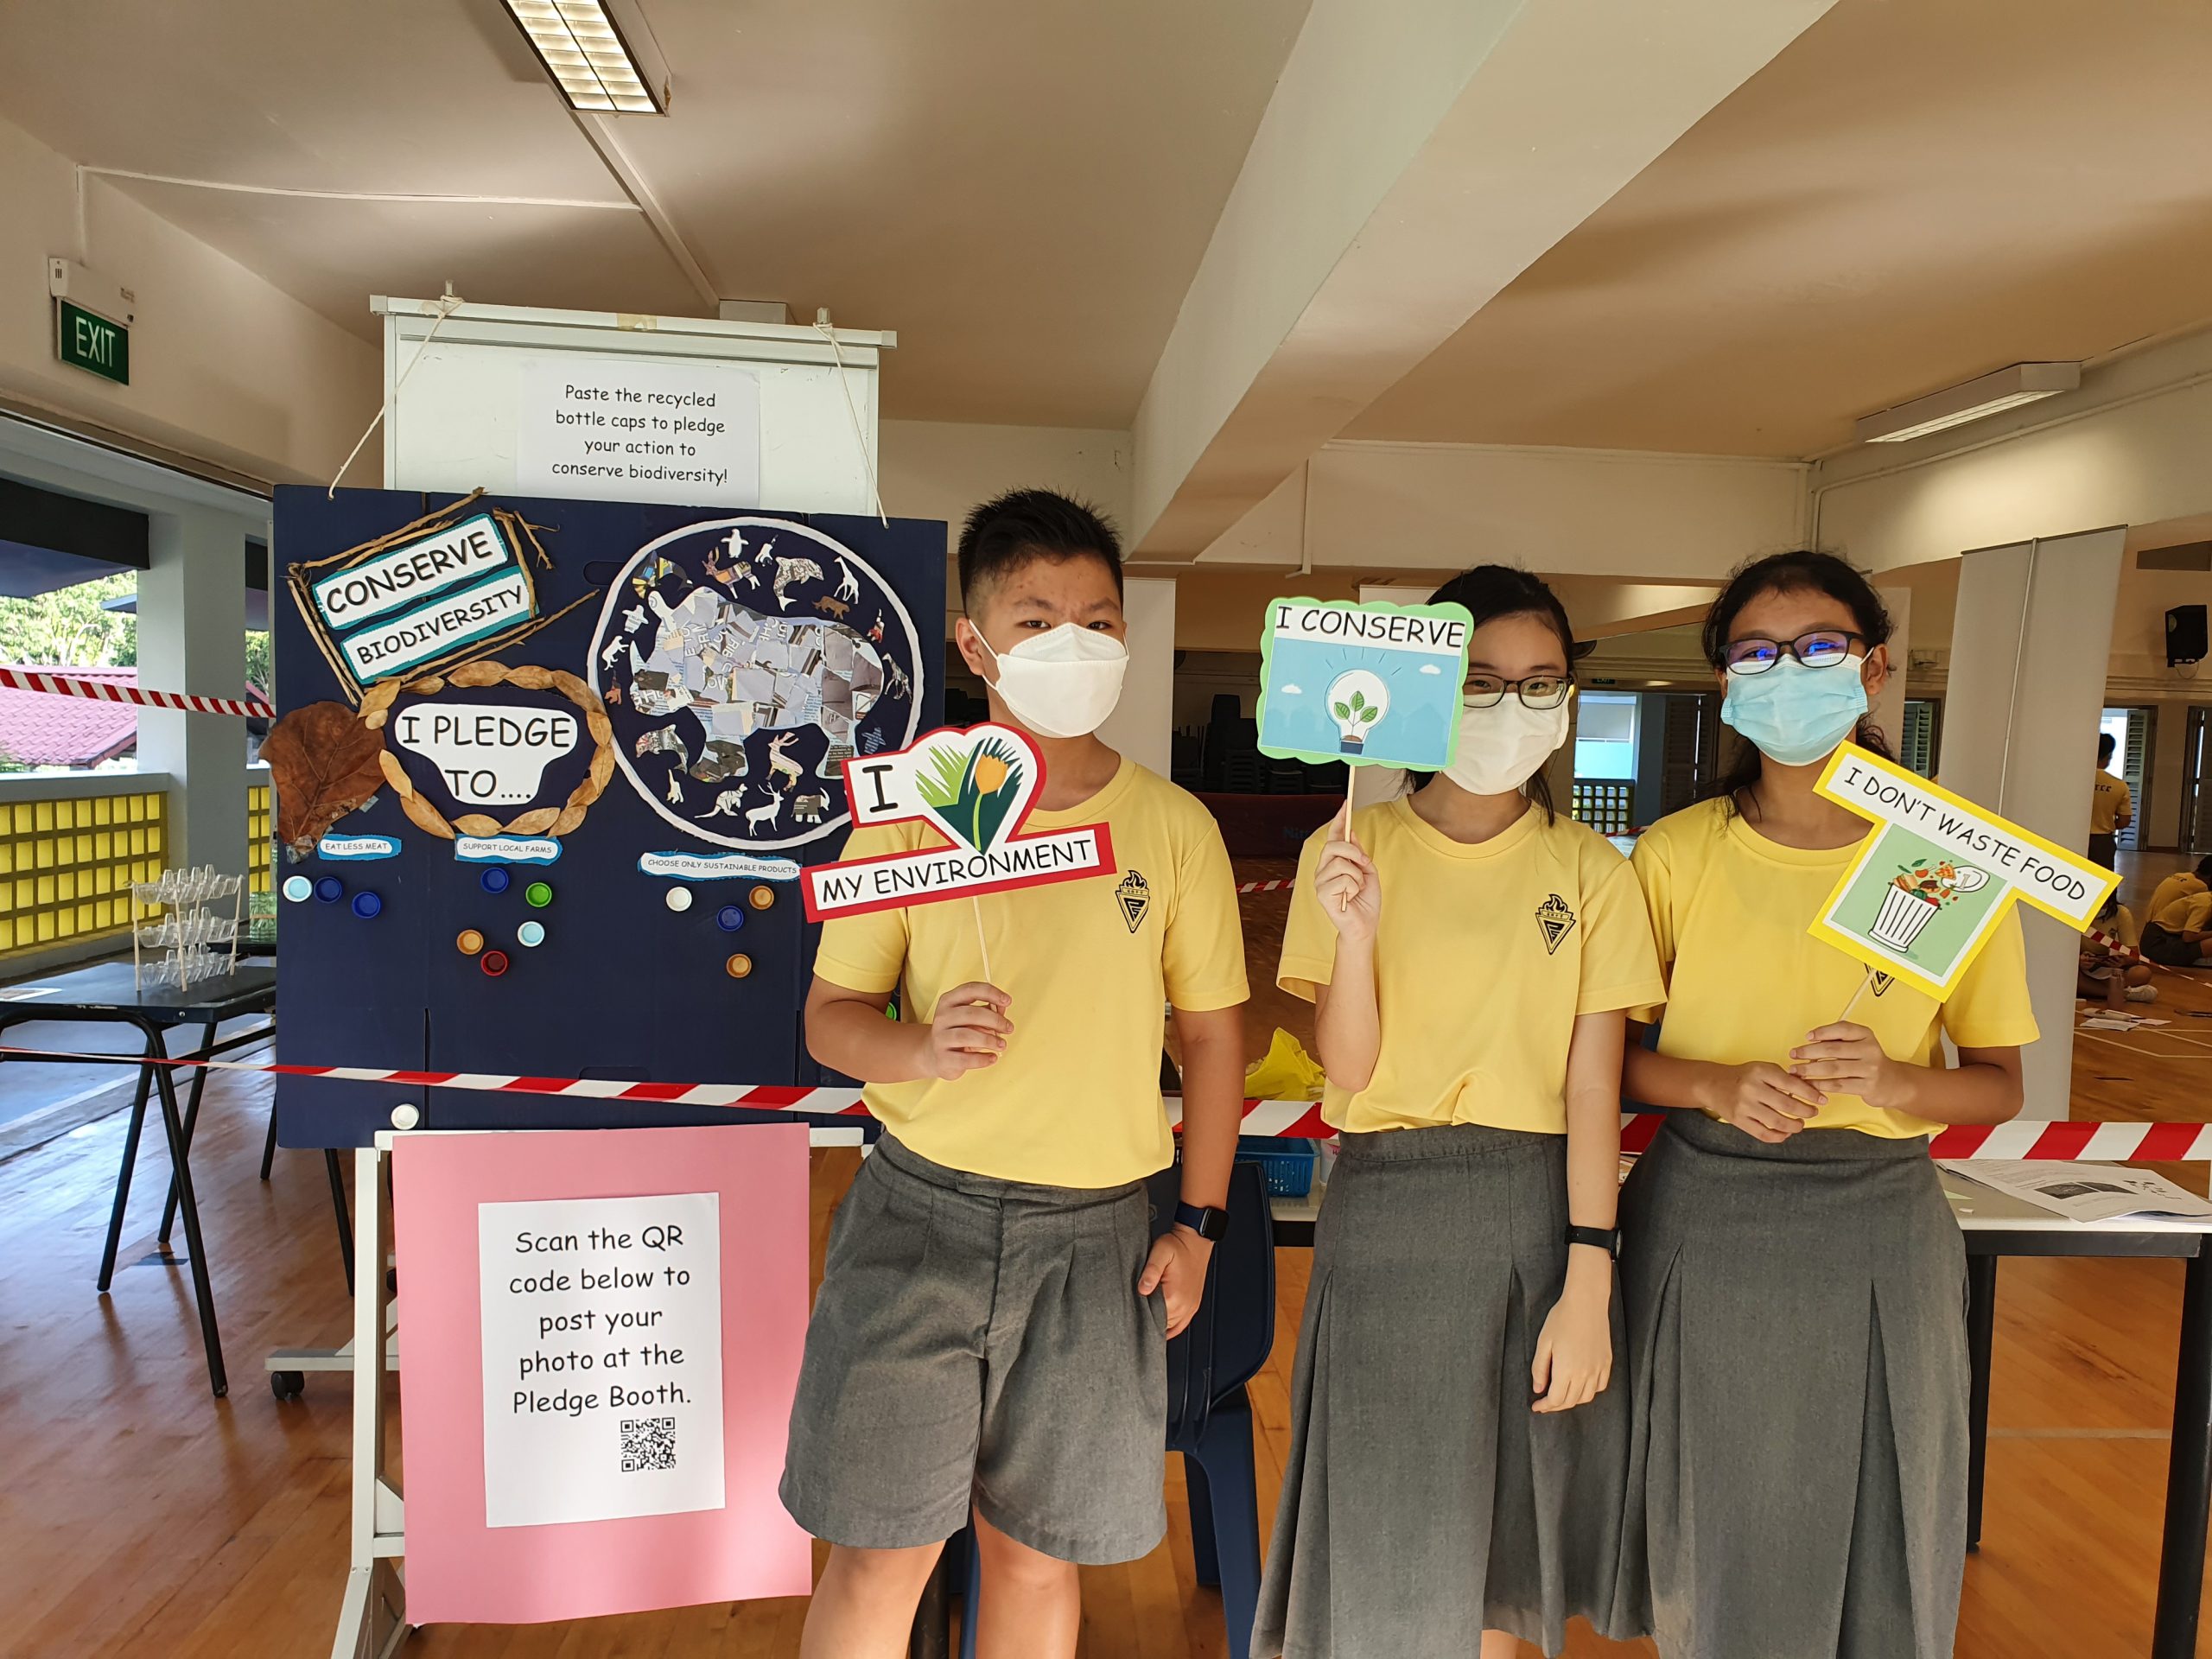 EXIT
Paste the recycled
bottle caps to pledge
your action to
conserve biodiversity!
CONSERVE
BIODIVERSITY
I PLEDGE
TO....
EAT LESS MEAT
SUPPORT LOCAL FARMS
CHOOSE ONLY SUSTAINABLE PRODUCTS
I
MY ENVIRONMENT
I CONSERVE
I DON'T WASTE FOOD
Scan the QR
code below to
post your
photo at the
Pledge Booth.